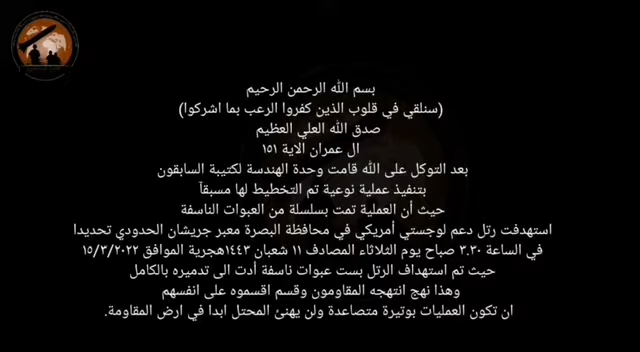 بسم الله الرحمن الرحيم
(سنلقي في قلوب الذين كفروا الرعب بما اشركوا)
صدق الله العلي العظيم
ال عمران الاية ١٥١
بعد التوكل على الله قامت وحدة الهندسة لكتيبة السابقون
بتنفيذ عملية نوعية تم التخطيط لها مسبقآ
حيث أن العملية تمت بسلسلة من العبوات الناسفة
استهدفت رتل دعم لوجستي أمريكي في محافظة البصرة معبر جريشان الحدودي تحديدا
في الساعة ٣،٣٠ صباح يوم الثلاثاء المصادف ١١ شعبان ١٤٤٣هجرية الموافق ١٥/٣/٢٠٢٢
حيث تم استهداف الرتل بست عبوات ناسفة أدت الى تدميره بالكامل
وهذا نهج انتهجه المقاومون وقسم اقسموه على انفسهم
ان تكون العمليات بوتيرة متصاعدة ولن يهنئ المحتل ابدا في ارض المقاومة.